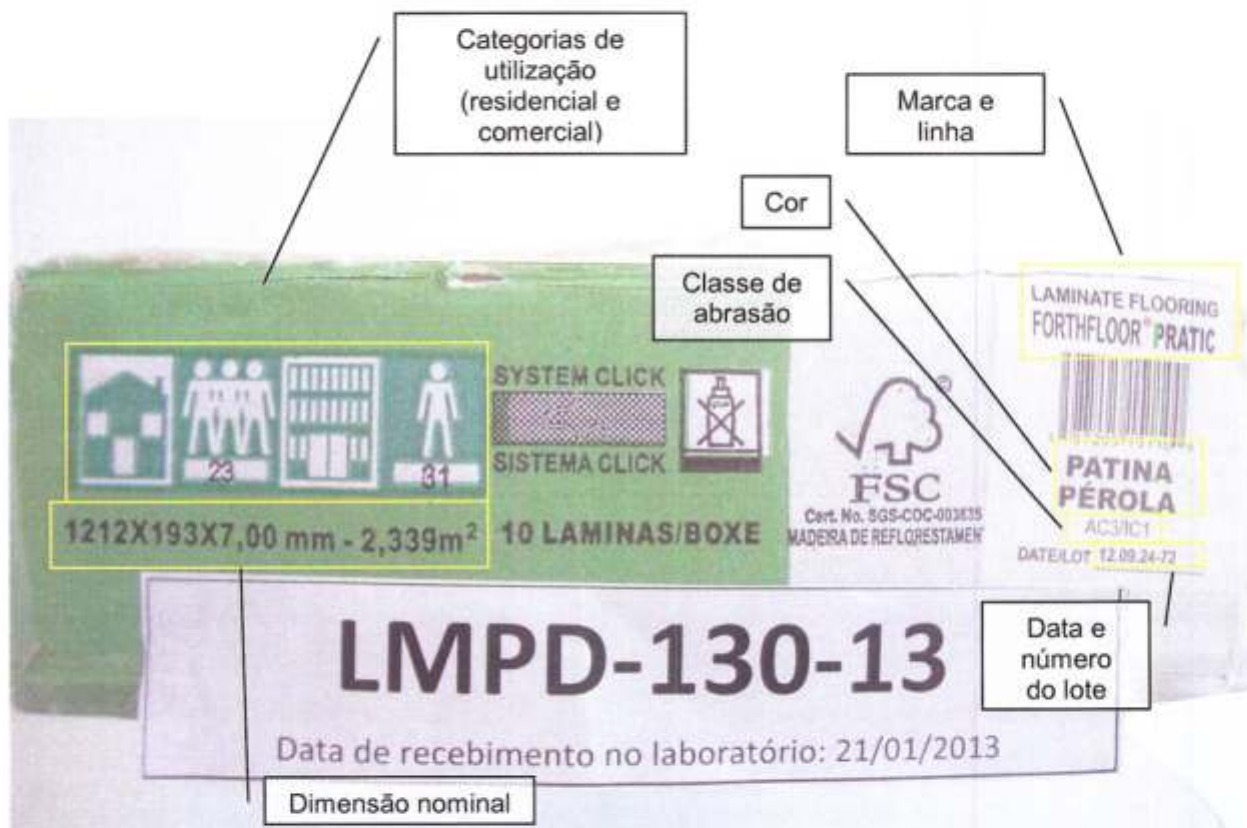 Categorias de
utilização
(residencial e
comercial)
Marca e
linha
Cor
Classe de
abrasão
LAMINATE FLOORING
FORTHFLOOR® PRATIC
23
31
SYSTEM CLICK
SISTEMA CLICK
®
FSC
Cert. No. SGS-COC-003635
MADEIRA DE REFLORESTAMEN
PATINA
PÉROLA
AC3/IC1
DATE/LOT 12.09.24-72
1212X193X7,00 mm - 2,339m²
10 LAMINAS/BOXE
LMPD-130-13
Data de recebimento no laboratório: 21/01/2013
Data e
número
do lote
Dimensão nominal